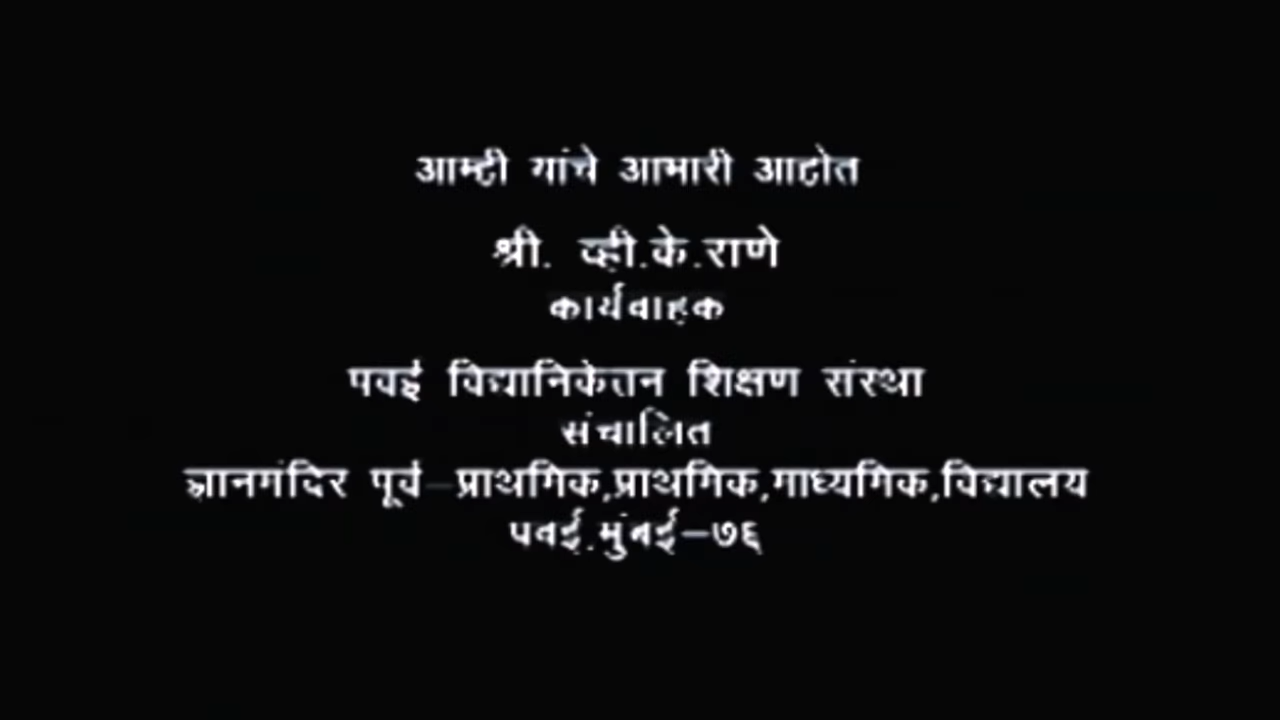 आम्ही यांचे आभारी आहोत
श्री. व्ही.के.राणे
कार्यवाहक
पवई विद्यानिकेतन शिक्षण संस्था
संचालित
ज्ञानमंदिर पूर्व-प्राथमिक,प्राथमिक,माध्यमिक,विद्यालय
पवई.मुंबई-७६